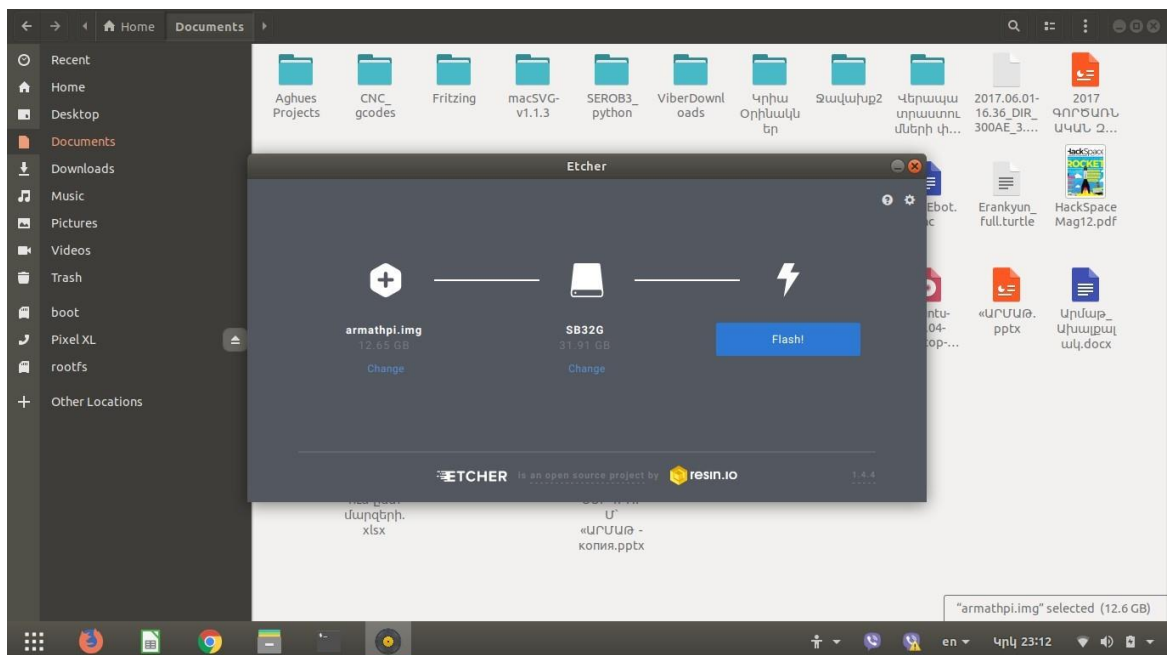 Home Documents
Recent
Home
Desktop
Documents
Downloads
Music
Pictures
Videos
Trash
boot
Pixel XL
rootfs
Other Locations
Aghues
Projects
CNC_
gcodes
Fritzing
macSVG-
v1.1.3
SEROB3_
python
ViberDownl
oads
Կրիա
Օրինակն
եր
Ջավախք2
Վերապա
տրաստու
մների փ...
2017.06.01-
16.36_DIR_
300AE_3....
2017
ԳՈՐԾԱՌՆ
ԱԿԱՆ Զ...
Ebot.
Erankyun_
full.turtle
HackSpace
Mag12.pdf
«ԱՐՄԱԹ.
pptx
Արմաթ_
Ախալքալ
ակ.docx
Etcher
armathpi.img
12.65 GB
Change
SB32G
31.91 GB
Change
Flash!
ETCHER is an open source project by resin.io
1.4.4
մարզերի.
xlsx
Մ՝
«ԱՐՄԱԹ -
копия.pptx
"armathpi.img" selected (12.6 GB)
en Կրկ 23:12